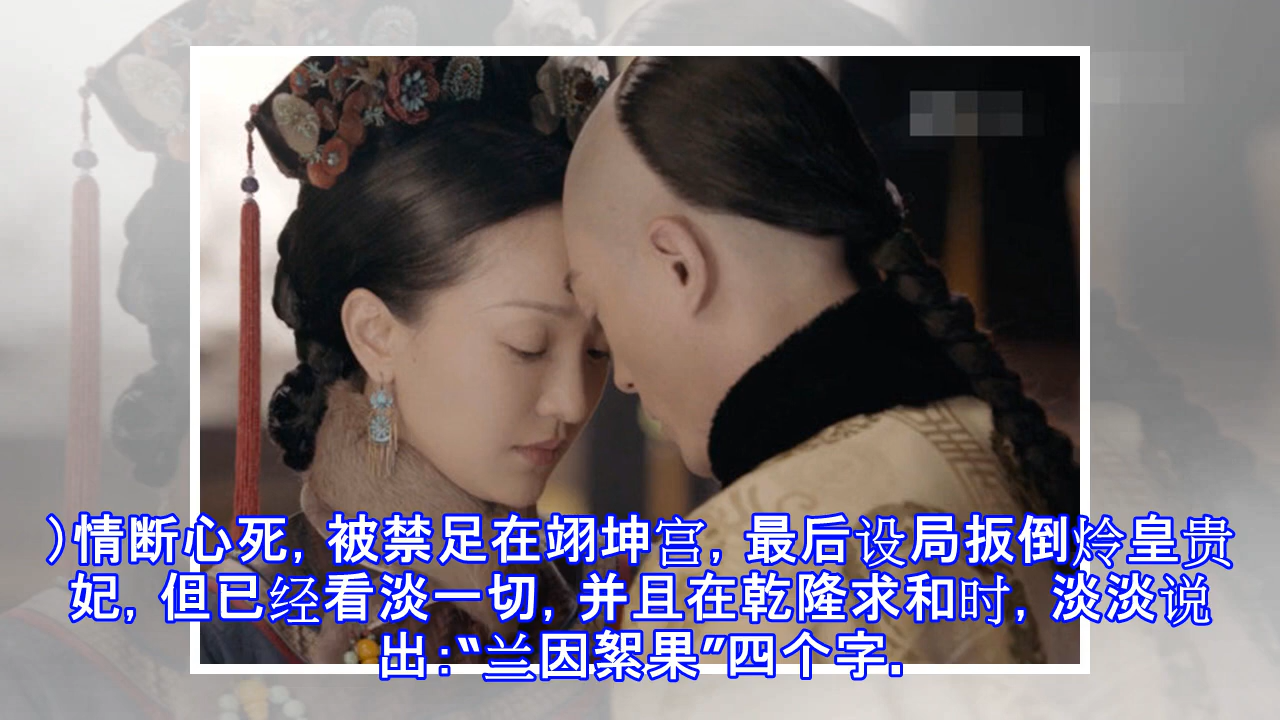 )情断心死, 被禁足在翊坤宫, 最后设局扳倒炩皇贵
妃, 但已经看淡一切, 并且在乾隆求和时, 淡淡说
出:“兰因絮果”四个字.